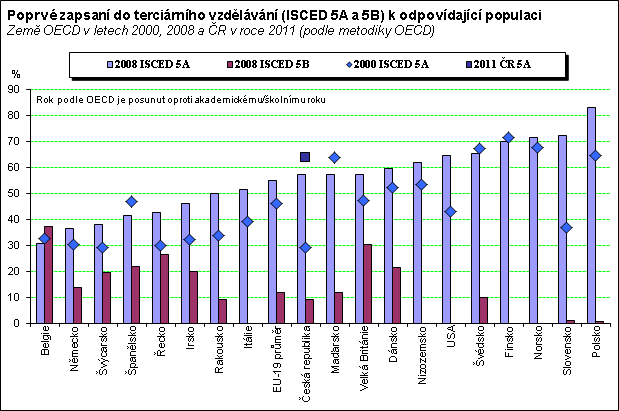 Poprvé zapsaní do terciárního vzdělávání (ISCED 5A a 5B) k odpovídající populaci
Země OECD v letech 2000, 2008 a ČR v roce 2011 (podle metodiky OECD)
2008 ISCED 5A 2008 ISCED 5B 2000 ISCED 5A 2011 ČR 5A
%
Rok podle OECD je posunut oproti akademickému/školnímu roku
90
80
70
60
50
40
30
20
10
0
Belgie
Německo
Švýcarsko
Španělsko
Řecko
Irsko
Rakousko
Itálie
EU-19 průměr
Česká republika
Maďarsko
Velká Británie
Dánsko
Nizozemsko
USA
Švédsko
Finsko
Norsko
Slovensko
Polsko